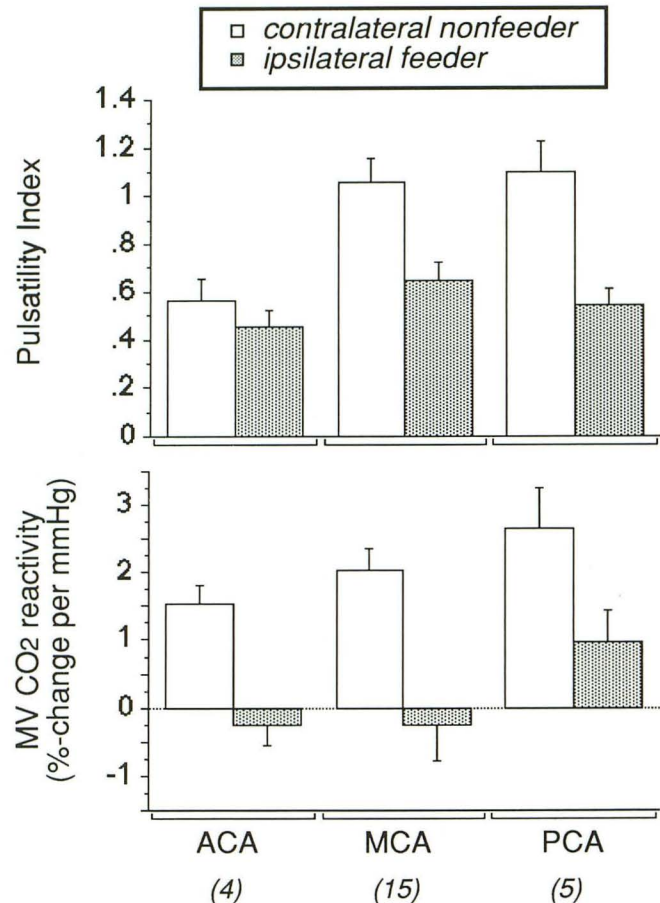 contralateral nonfeeder
ipsilateral feeder
1.4
1.2
1
.8
.6
.4
.2
0
Pulsatility Index
3
2
1
0
-1
MV CO2 reactivity
(%-change per mmHg)
ACA MCA PCA
(4) (15) (5)